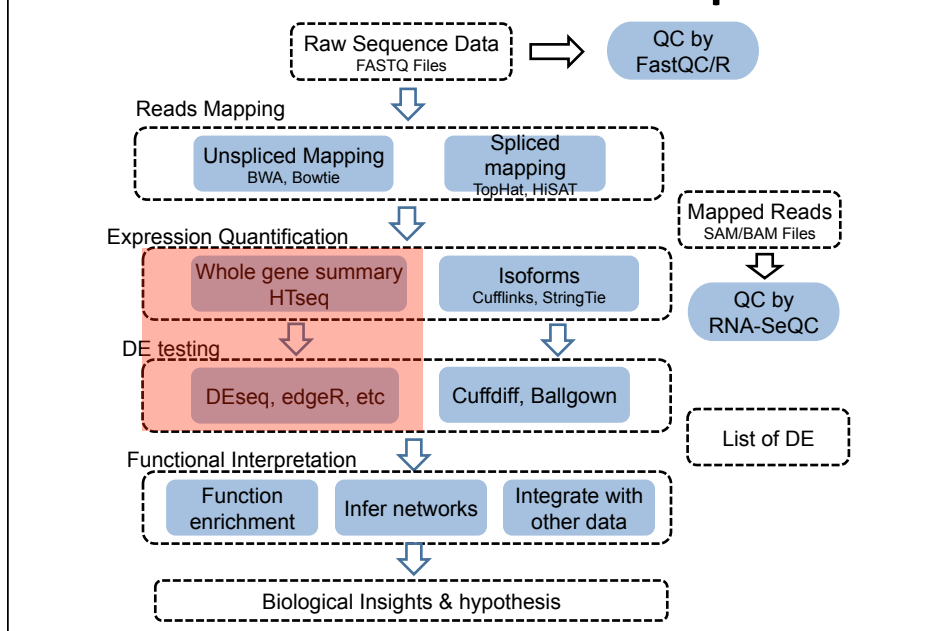 Raw Sequence Data
FASTQ Files
QC by
FastQC/R
Reads Mapping
Unspliced Mapping
BWA, Bowtie
Spliced
mapping
TopHat, HiSAT
Mapped Reads
SAM/BAM Files
Expression Quantification
Whole gene summary
HTseq
Isoforms
Cufflinks, StringTie
QC by
RNA-SeQC
DE testing
DEseq, edgeR, etc
Cuffdiff, Ballgown
List of DE
Functional Interpretation
Function
enrichment
Infer networks
Integrate with
other data
Biological Insights & hypothesis